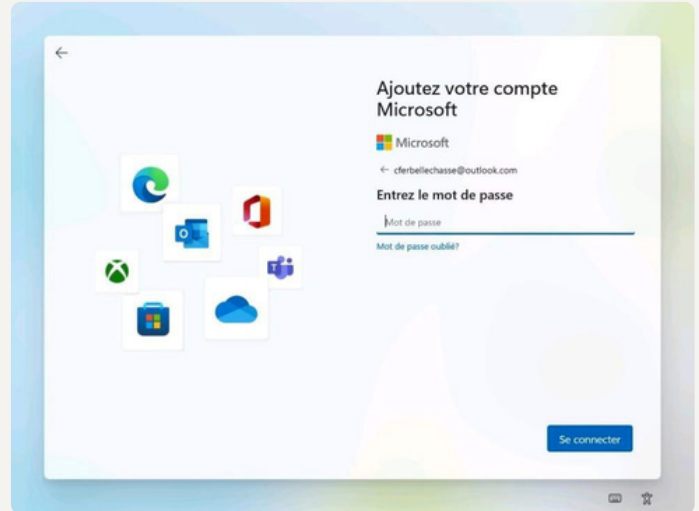 Ajoutez votre compte
Microsoft
Microsoft
cferbellechasse@outlook.com
Entrez le mot de passe
Mot de passe
Mot de passe oublié?
Se connecter